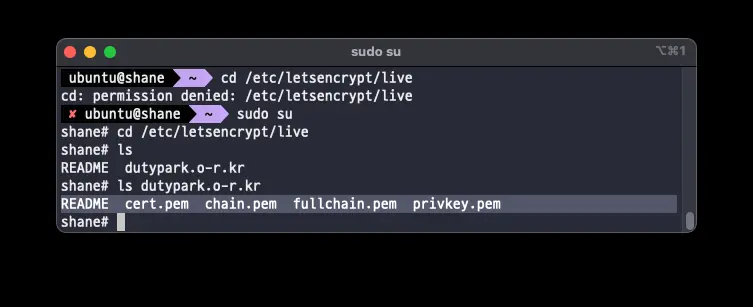 sudo su
⌥⌘1
ubuntu@shane ~ cd /etc/letsencrypt/live
cd: permission denied: /etc/letsencrypt/live
✘ ubuntu@shane ~ sudo su
shane# cd /etc/letsencrypt/live
shane# ls
README  dutypark.o-r.kr
shane# ls dutypark.o-r.kr
README  cert.pem  chain.pem  fullchain.pem  privkey.pem
shane#